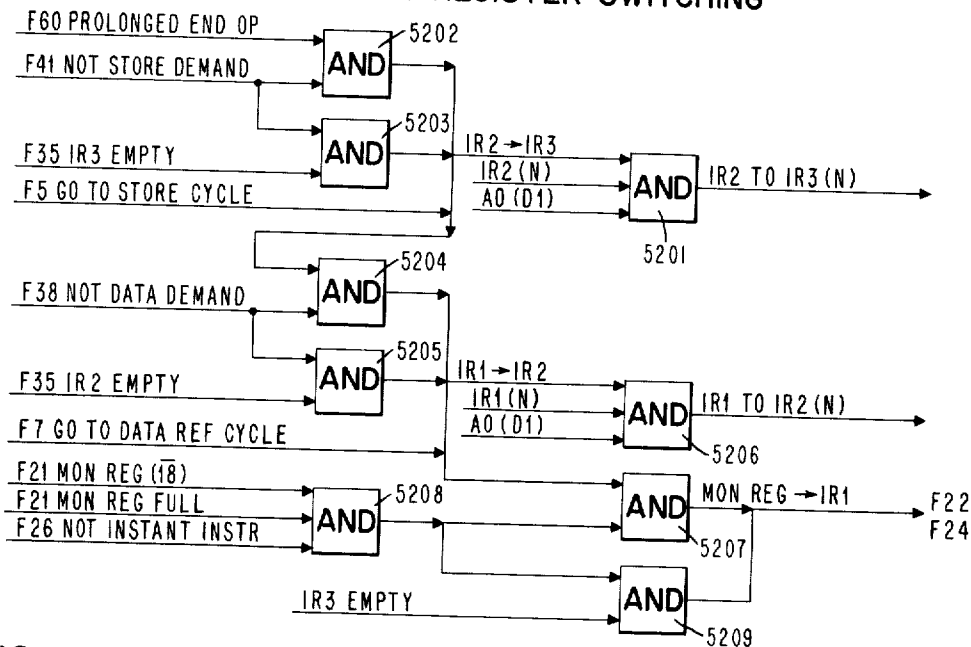 REGISTER SWITCHING
F60 PROLONGED END OP
5202
AND
F41 NOT STORE DEMAND
5203
AND
F35 IR3 EMPTY
F5 GO TO STORE CYCLE
IR2→IR3
IR2(N)
A0(D1)
AND
IR2 TO IR3(N)
5201
5204
AND
F38 NOT DATA DEMAND
5205
AND
F35 IR2 EMPTY
F7 GO TO DATA REF CYCLE
IR1→IR2
IR1(N)
A0(D1)
AND
IR1 TO IR2(N)
5206
F21 MON REG (1̅8̅)
F21 MON REG FULL
F26 NOT INSTANT INSTR
5208
AND
AND
MON REG→IR1
F22
F24
5207
IR3 EMPTY
AND
5209